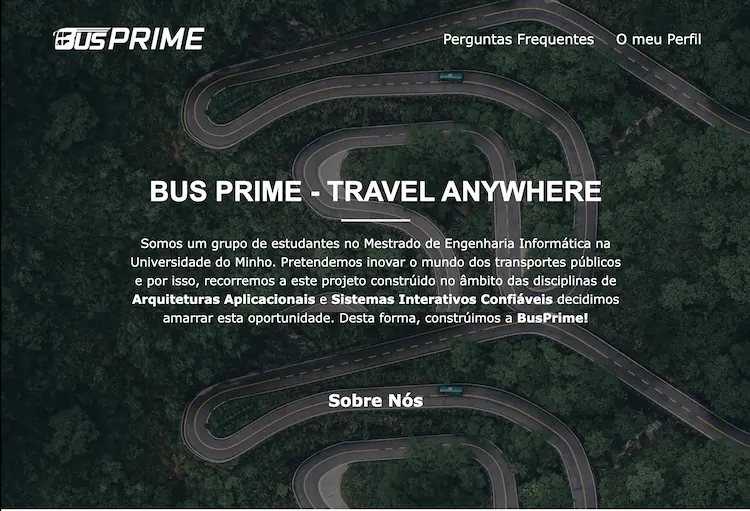 BUSPRIME
Perguntas Frequentes
O meu Perfil
BUS PRIME - TRAVEL ANYWHERE
Somos um grupo de estudantes no Mestrado de Engenharia Informática na
Universidade do Minho. Pretendemos inovar o mundo dos transportes públicos
e por isso, recorremos a este projeto constrúido no âmbito das disciplinas de
Arquiteturas Aplicacionais e Sistemas Interativos Confiáveis decidimos
amarrar esta oportunidade. Desta forma, constrúimos a BusPrime!
Sobre Nós